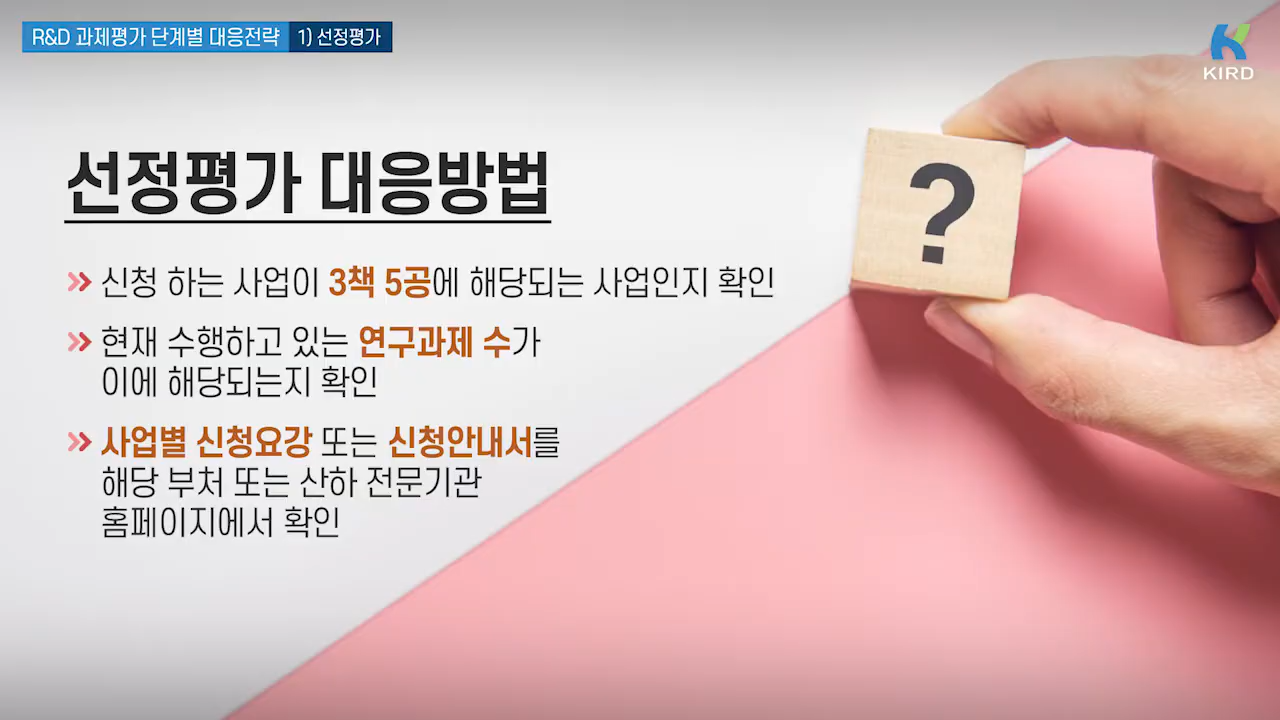 R&D 과제평가 단계별 대응전략 1) 선정평가
KIRD
?
선정평가 대응방법
신청 하는 사업이 3책 5공에 해당되는 사업인지 확인
현재 수행하고 있는 연구과제 수가
이에 해당되는지 확인
사업별 신청요강 또는 신청안내서를
해당 부처 또는 산하 전문기관
홈페이지에서 확인